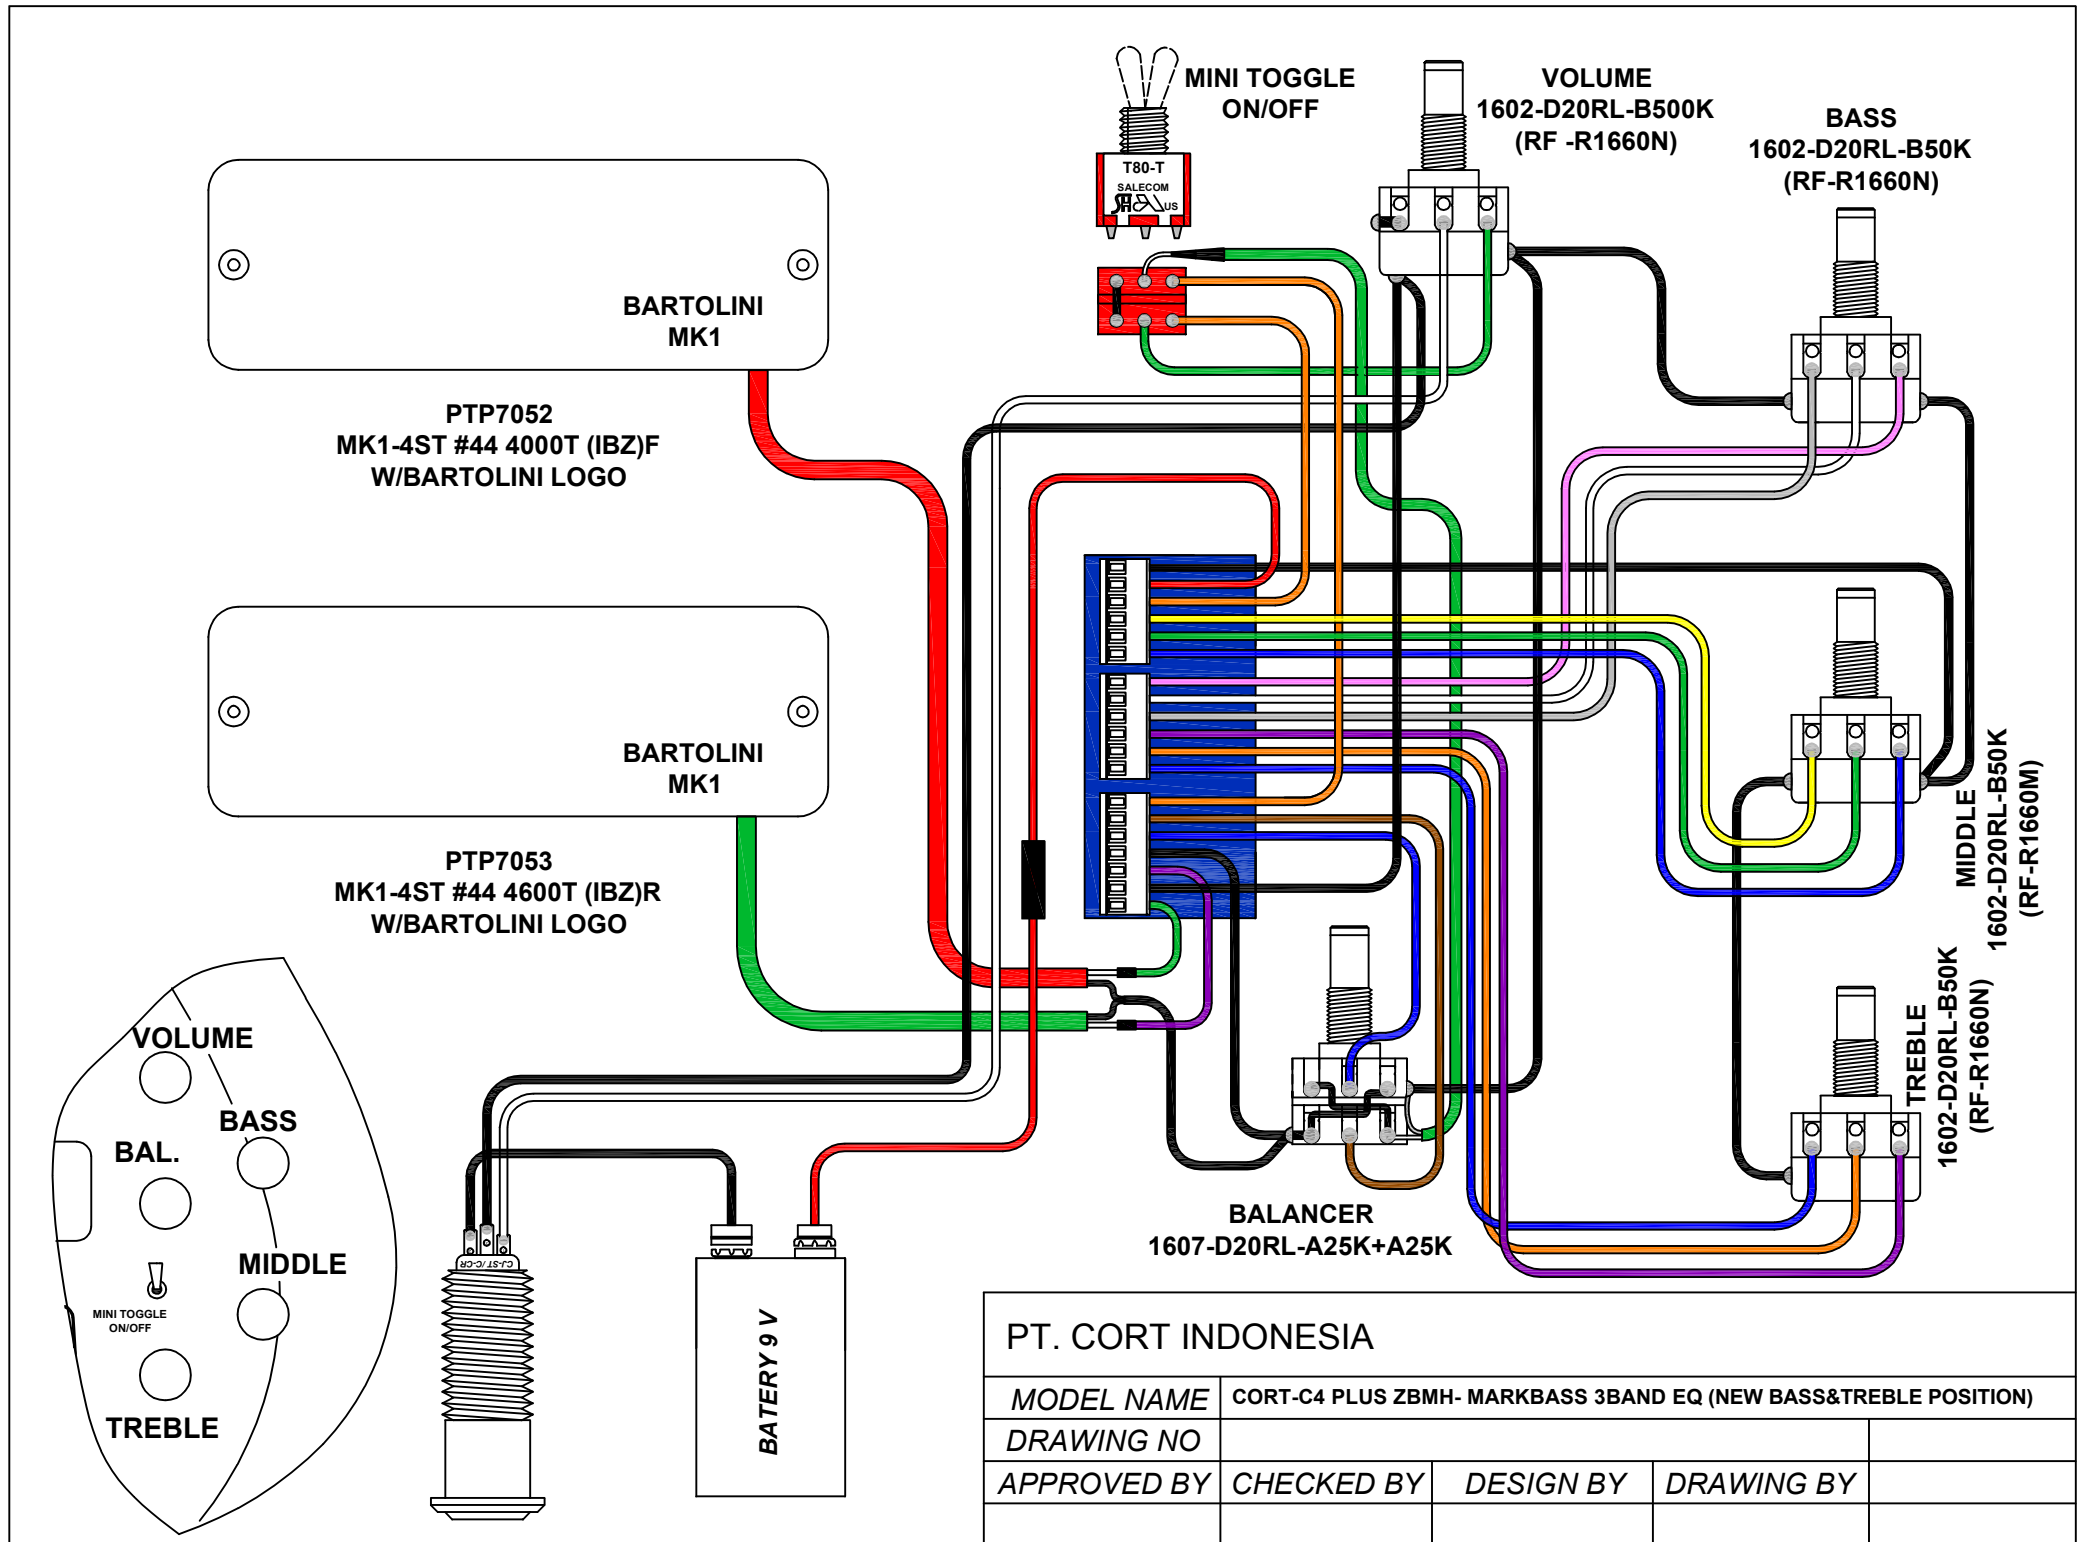 MINI TOGGLE
ON/OFF
VOLUME
1602-D20RL-B500K
(RF -R1660N)
BASS
1602-D20RL-B50K
(RF-R1660N)
T80-T
SALECOM
US
BARTOLINI
MK1
PTP7052
MK1-4ST #44 4000T (IBZ)F
W/BARTOLINI LOGO
BARTOLINI
MK1
PTP7053
MK1-4ST #44 4600T (IBZ)R
W/BARTOLINI LOGO
MIDDLE
1602-D20RL-B50K
(RF-R1660M)
TREBLE
1602-D20RL-B50K
(RF-R1660N)
BALANCER
1607-D20RL-A25K+A25K
VOLUME
BASS
BAL.
MIDDLE
MINI TOGGLE
ON/OFF
TREBLE
CJ-ST/C-CR
BATERY 9 V
PT. CORT INDONESIA
MODEL NAME
CORT-C4 PLUS ZBMH- MARKBASS 3BAND EQ (NEW BASS&TREBLE POSITION)
DRAWING NO
APPROVED BY
CHECKED BY
DESIGN BY
DRAWING BY